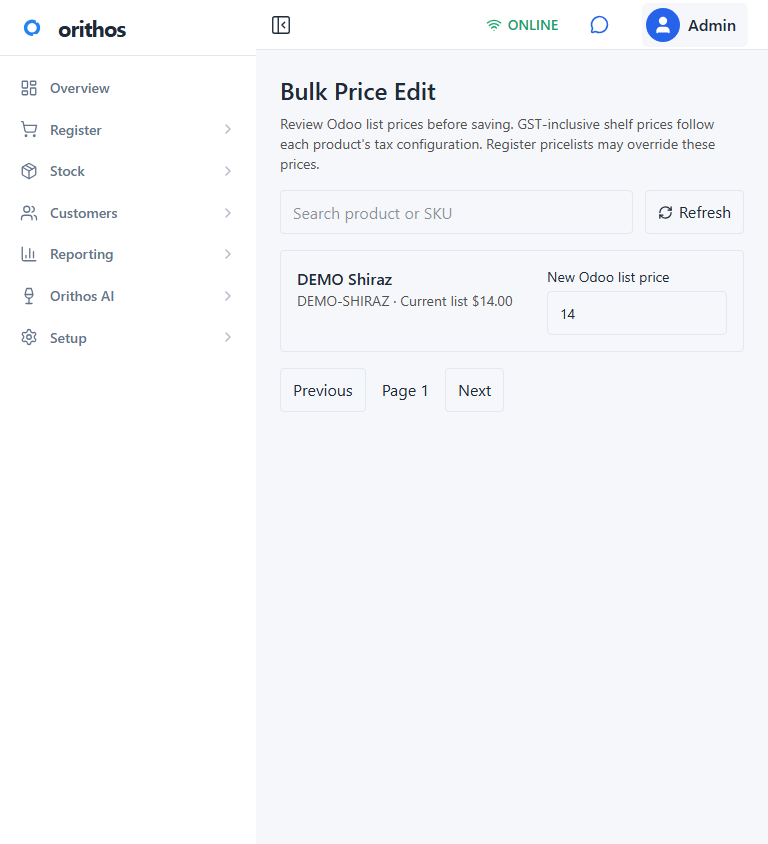 orithos
ONLINE
Admin
Overview
Register
Stock
Customers
Reporting
Orithos AI
Setup
Bulk Price Edit
Review Odoo list prices before saving. GST-inclusive shelf prices follow
each product's tax configuration. Register pricelists may override these
prices.
Search product or SKU
Refresh
DEMO Shiraz
DEMO-SHIRAZ · Current list $14.00
New Odoo list price
14
Previous
Page 1
Next